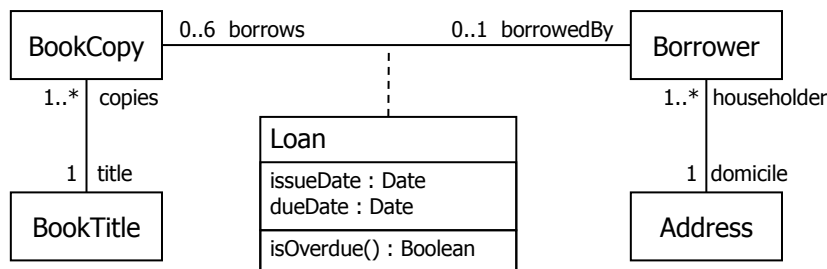 BookCopy
0..6 borrows
0..1 borrowedBy
Borrower
1..* copies
1..* householder
Loan
issueDate : Date
dueDate : Date
isOverdue() : Boolean
1 title
1 domicile
BookTitle
Address